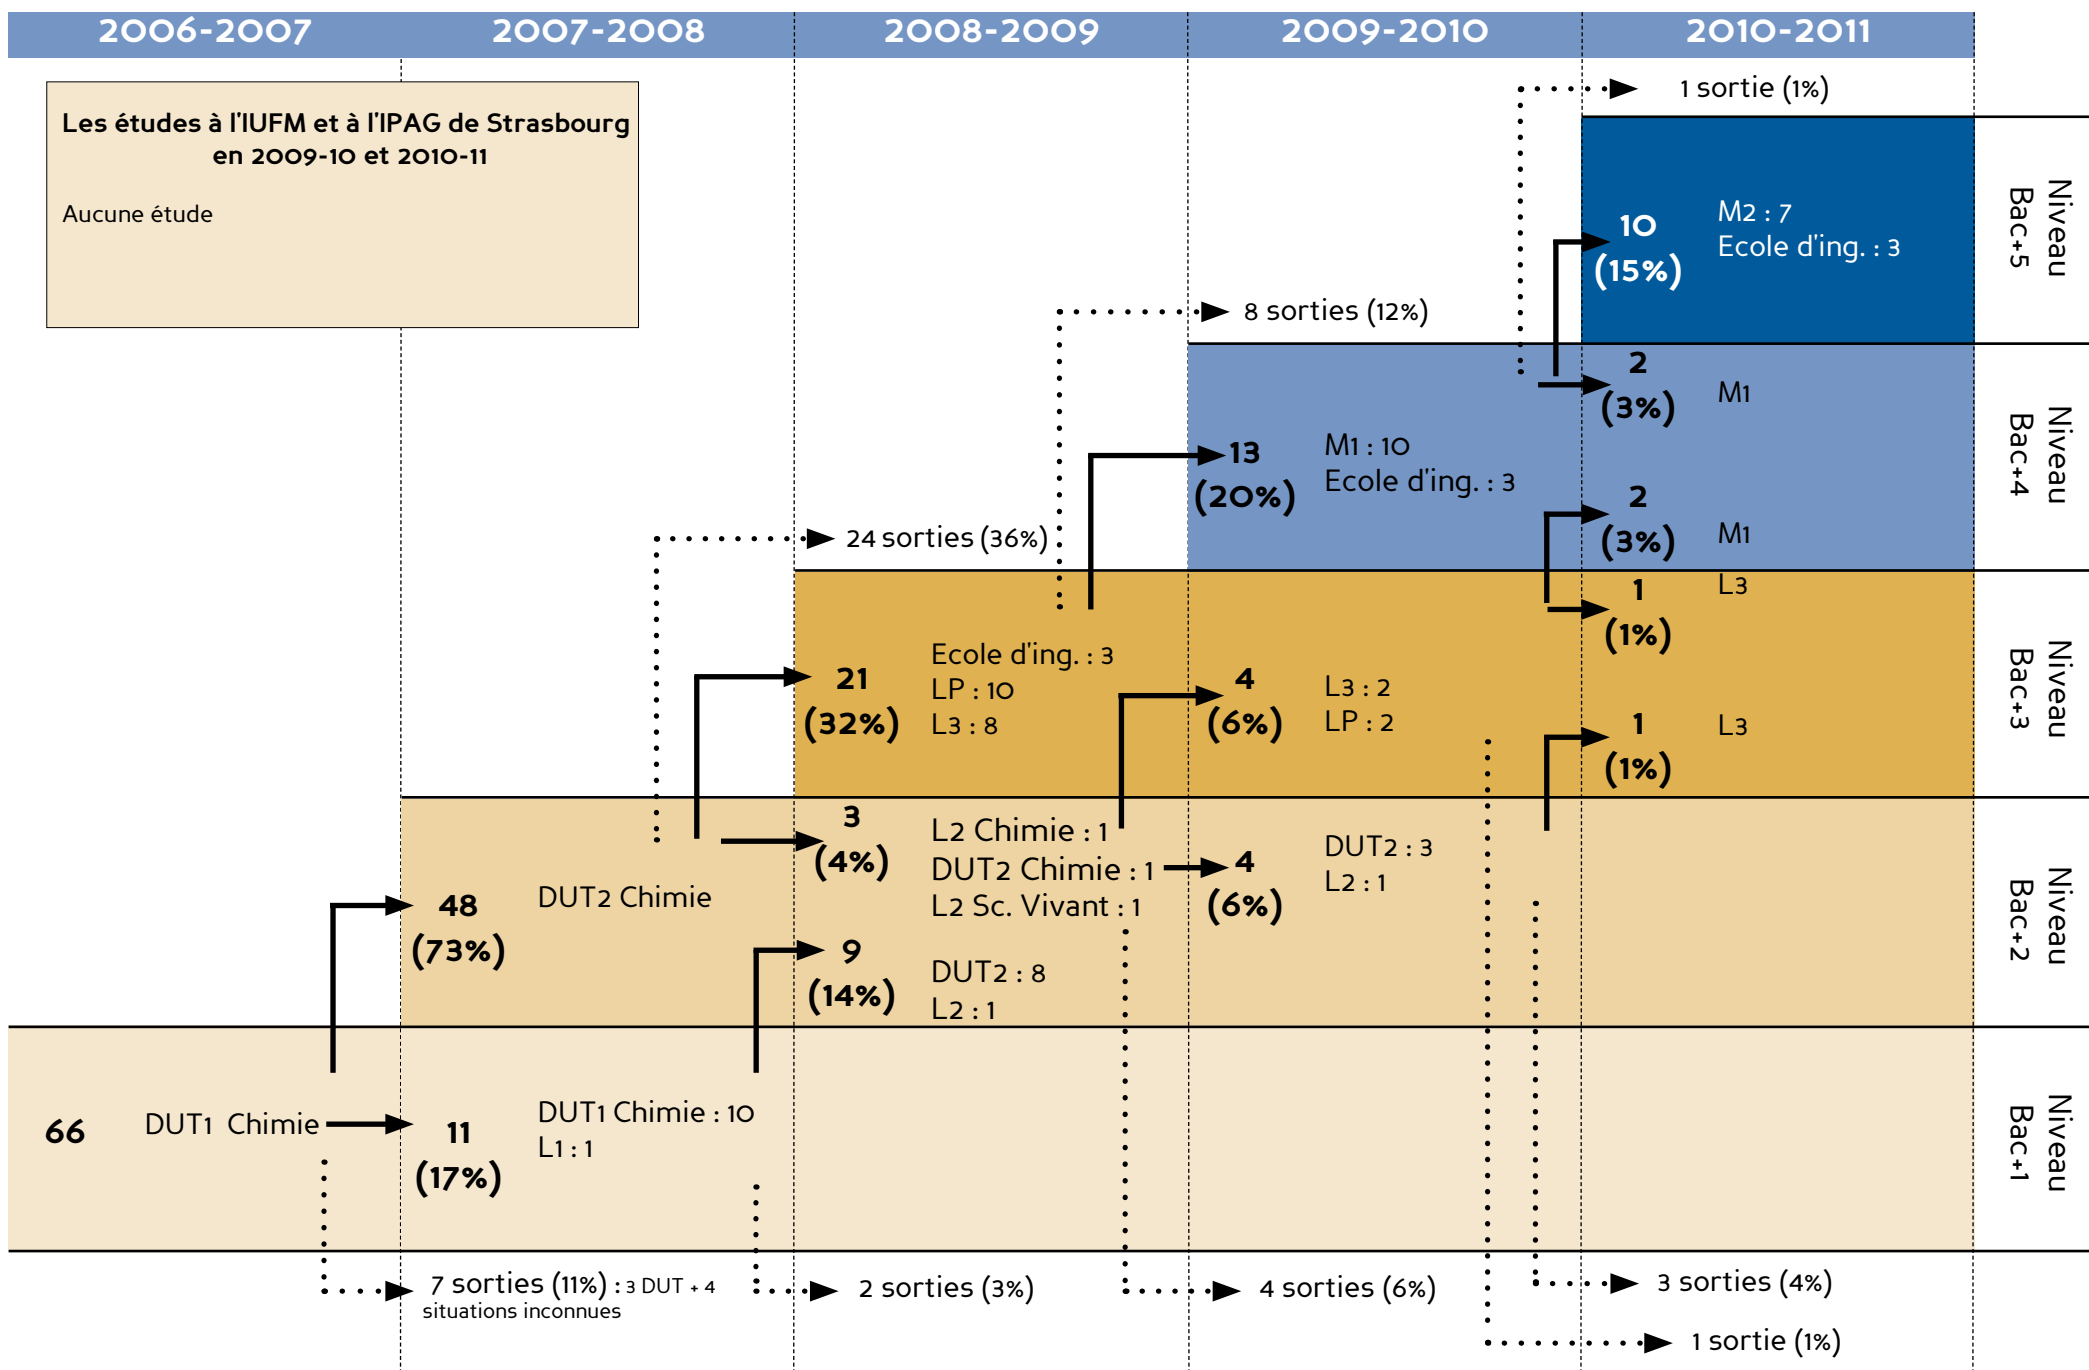 2006-2007
2007-2008
2008-2009
2009-2010
2010-2011
Les études à l'IUFM et à l'IPAG de Strasbourg
en 2009-10 et 2010-11
Aucune étude
1 sortie (1%)
10
(15%)
M2 : 7
Ecole d'ing. : 3
Niveau
Bac+5
8 sorties (12%)
2
(3%)
M1
13
(20%)
M1 : 10
Ecole d'ing. : 3
2
(3%)
M1
Niveau
Bac+4
24 sorties (36%)
1
(1%)
L3
21
(32%)
Ecole d'ing. : 3
LP : 10
L3 : 8
4
(6%)
L3 : 2
LP : 2
1
(1%)
L3
Niveau
Bac+3
48
(73%)
DUT2 Chimie
3
(4%)
L2 Chimie : 1
DUT2 Chimie : 1
L2 Sc. Vivant : 1
4
(6%)
DUT2 : 3
L2 : 1
9
(14%)
DUT2 : 8
L2 : 1
Niveau
Bac+2
66
DUT1 Chimie
11
(17%)
DUT1 Chimie : 10
L1 : 1
Niveau
Bac+1
7 sorties (11%) : 3 DUT + 4
situations inconnues
2 sorties (3%)
4 sorties (6%)
3 sorties (4%)
1 sortie (1%)